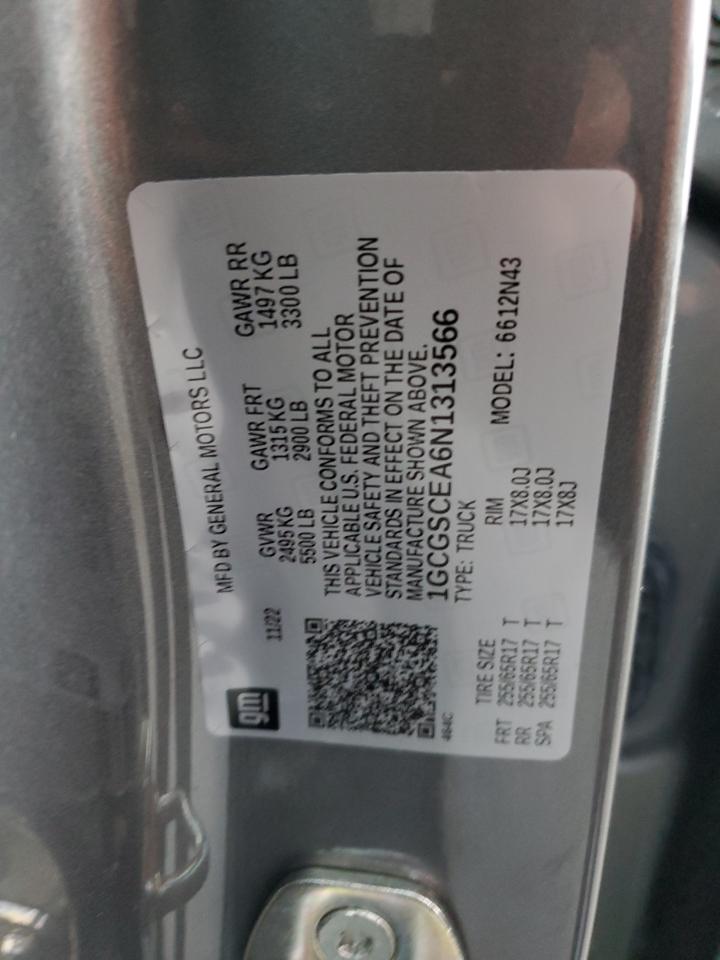 gm
MFD BY GENERAL MOTORS LLC
11/22
GVWR GAWR FRT GAWR RR
2495 KG 1315 KG 1497 KG
5500 LB 2900 LB 3300 LB
THIS VEHICLE CONFORMS TO ALL
APPLICABLE U.S. FEDERAL MOTOR
VEHICLE SAFETY AND THEFT PREVENTION
STANDARDS IN EFFECT ON THE DATE OF
MANUFACTURE SHOWN ABOVE.
1GCGSCEA6N1313566
TYPE: TRUCK
464C
TIRE SIZE RIM MODEL: 6612N43
FRT 255/65R17 T 17X8.0J
RR 255/65R17 T 17X8.0J
SPA 255/65R17 T 17X8J